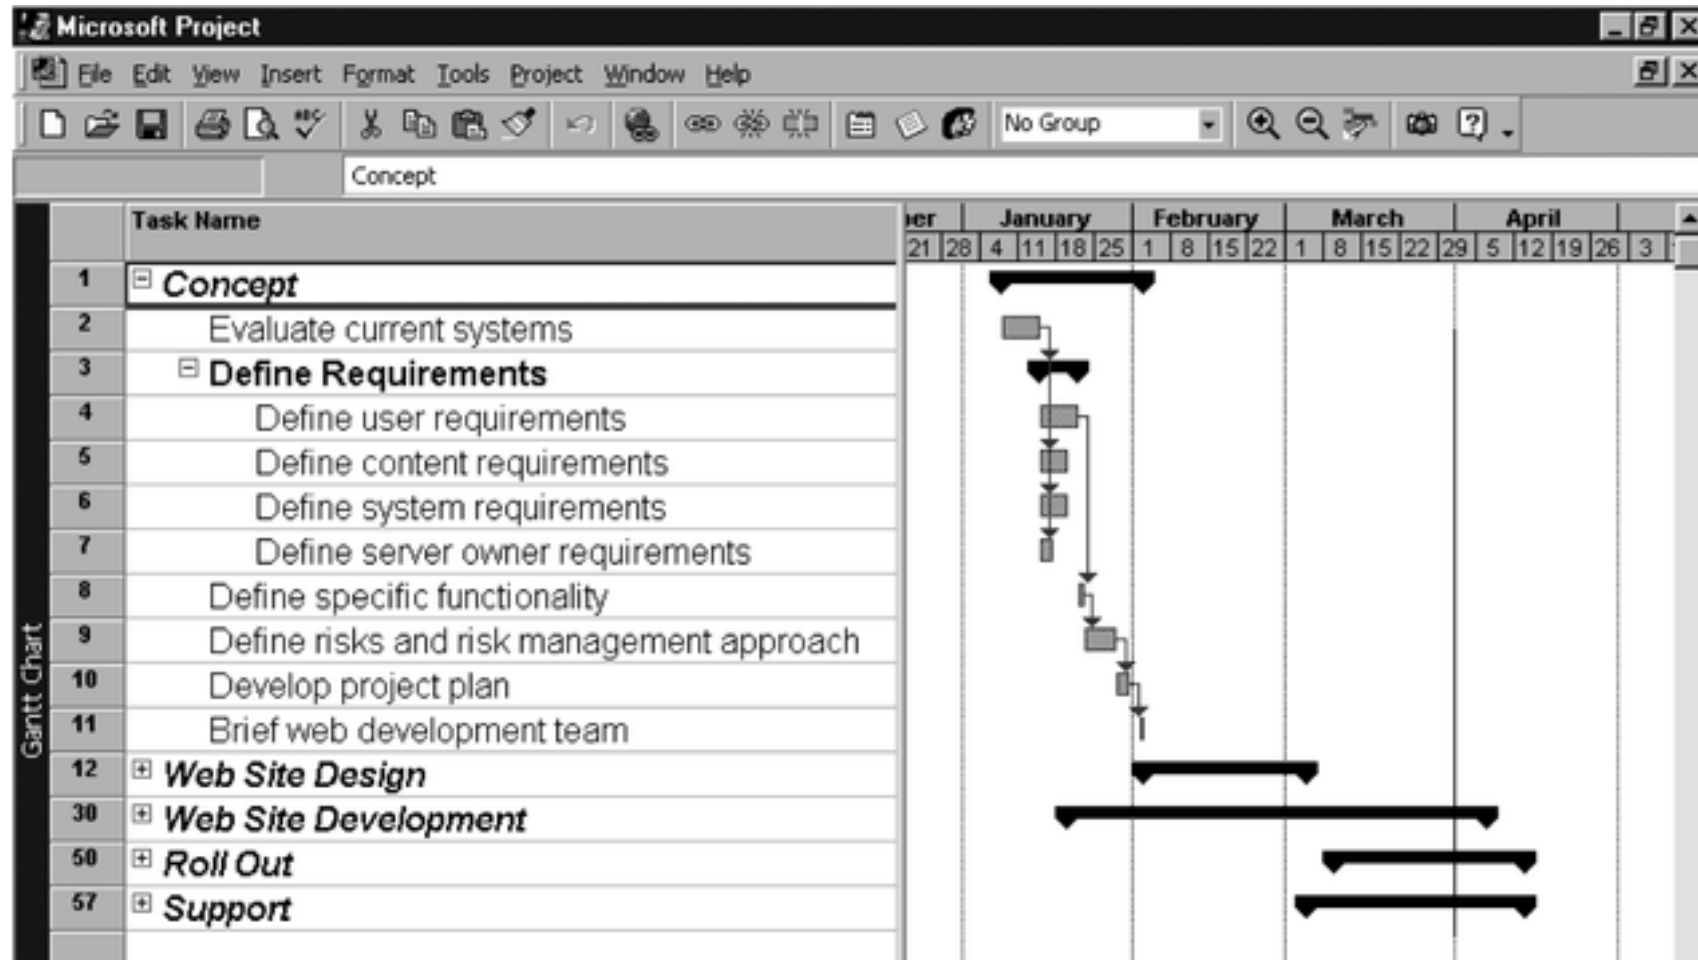 Microsoft Project
File Edit View Insert Format Tools Project Window Help
ABC No Group ?
Concept
Task Name
ber January February March April
21 28 4 11 18 25 1 8 15 22 1 8 15 22 29 5 12 19 26 3
1 Concept
2 Evaluate current systems
3 Define Requirements
4 Define user requirements
5 Define content requirements
6 Define system requirements
7 Define server owner requirements
8 Define specific functionality
9 Define risks and risk management approach
10 Develop project plan
11 Brief web development team
12 Web Site Design
30 Web Site Development
50 Roll Out
57 Support
Gantt Chart